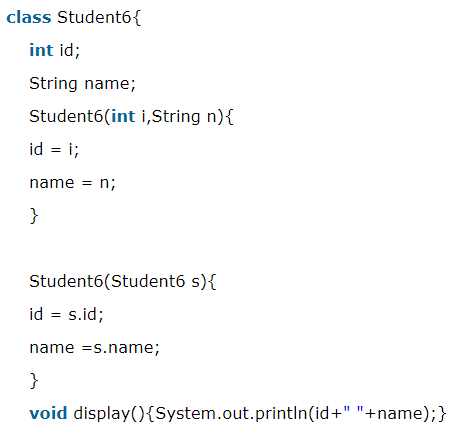 class Student6{
int id;
String name;
Student6(int i,String n){
id = i;
name = n;
}
Student6(Student6 s){
id = s.id;
name =s.name;
}
void display(){System.out.println(id+" "+name);}